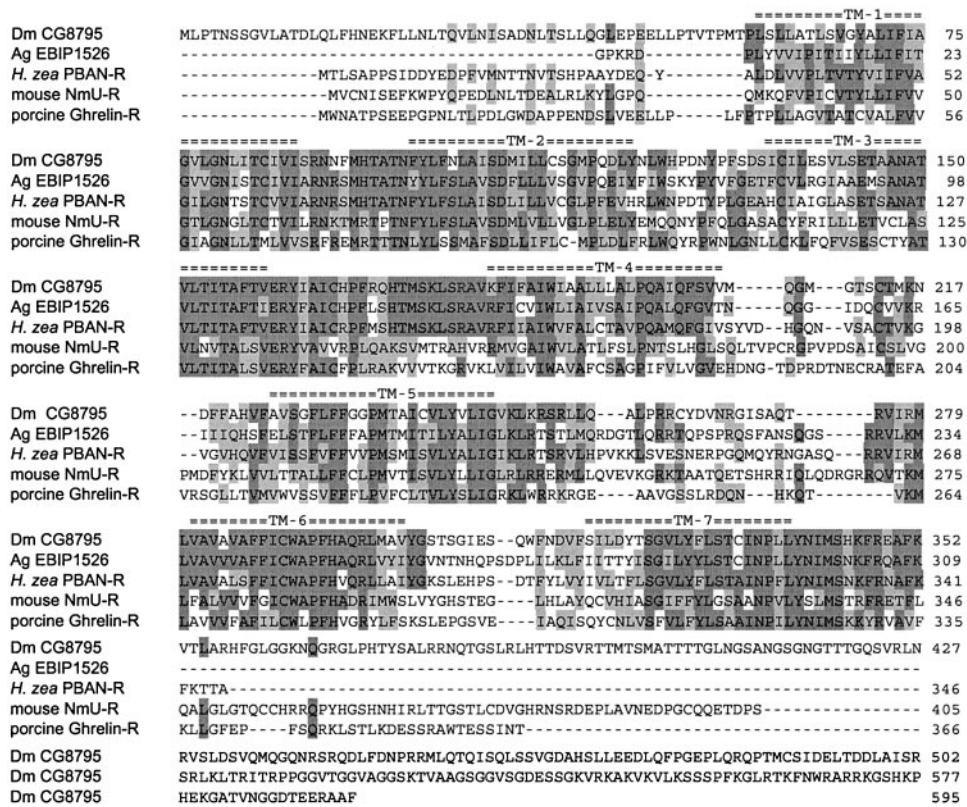 =========TM-1====
Dm CG8795 MLPTNSSGVLATDLQLFHNEKFLLNLTQVLNISADNLTSLLQGLEPEELLPTVTPMTPLSLLATLSVGYALIFIA 75
Ag EBIP1526 ------------------------------------------GPKRD----------PLYVVIPITIIYLLIFIT 23
H. zea PBAN-R --------------MTLSAPPSIDDYEDPFVMNTTNVTSHPAAYDEQ-Y--------ALDLVVPLTVTYVIIFVA 52
mouse NmU-R ---------------MVCNISEFKWPYQPEDLNLTDEALRLKYLGPQ----------QMKQFVPICVTYLLIFVV 50
porcine Ghrelin-R ------------MWNATPSEEPGPNLTLPDLGWDAPPENDSLVEELLP-------LFPTPLLAGVTATCVALFVV 56
============ =========TM-2========= =======TM-3====
Dm CG8795 GVLGNLITCIVISRNNFMHTATNFYLFNLAISDMILLCSGMPQDLYNLWHPDNYPFSDSICILESVLSETAANAT 150
Ag EBIP1526 GVVGNISTCIVIARNRSMHTATNYYLFSLAVSDFLLLVSGVPQEIYFIWSKYPYVFGETFCVLRGIAAEMSANAT 98
H. zea PBAN-R GILGNTSTCVVIARNRSMHTATNFYLFSLAISDLILLVCGLPFEVHRLWNPDTYPLGEAHCIAIGLASETSANAT 127
mouse NmU-R GTLGNGLTCTVILRNKTMRTPTNFYLFSLAVSDMLVLLVGLPLELYEMQQNYPFQLGASACYFRILLLETVCLAS 125
porcine Ghrelin-R GIAGNLLTMLVVSRFREMRTTTNLYLSSMAFSDLLIFLC-MPLDLFRLWQYRPWNLGNLLCKLFQFVSESCTYAT 130
========= ===========TM-4=========
Dm CG8795 VLTITAFTVERYIAICHPFRQHTMSKLSRAVKFIFAIWIAALLLALPQAIQFSVVM----QGM--GTSCTMKN 217
Ag EBIP1526 VLTITAFTIERYFAICRPFLSHTMSKLSRAVRFICVIWLIAIVSAIPQALQFGVTN----QGG--IDQCVVKR 165
H. zea PBAN-R VLTITAFTVERYIAICHPFMSHTMSKLSRAVRFIIAIWVFALCTAVPQAMQFGIVSYVD--HGQN--VSACTVKG 198
mouse NmU-R VLNVTALSVERYVAVVRPLQAKSVMTRAHVRRMVGAIWVLATLFSLPNTSLHGLSQLTVPCRGPVPDSAICSLVG 200
porcine Ghrelin-R VLTITALSVERYFAICFPLRAKVVVTKGRVKLVILVIWAVAFCSAGPIFVLVGVEHDNG-TDPRDTNECRATEFA 204
===========TM-5==========
Dm CG8795 --DFFAHVFAVSGFLFFGGPMTAICVLYVLIGVKLKRSRLLQ---ALPRRCYDVNRGISAQT--------RVIRM 279
Ag EBIP1526 --IIIQHSFELSTFLFFFAPMTMITILYALIGLKLRTSTLMQRDGTLQRRTQPSPRQSFANSQGS----RRVLKM 234
H. zea PBAN-R ---VGVHQVFVISSFVFFVVPMSMISVLYALIGLKLRTSRVLHPVKKLSVESNERPGQMQYRNGASQ---RRVIRM 268
mouse NmU-R PMDFYKLVVLTTALLFFCLPMVTISVLYLLIGLRLRRERMLLQVEVKGRKTAATQETSHRRIQLQDRGRRQVTKM 275
porcine Ghrelin-R VRSGLLTVMVWVSSVFFFLPVFCLTVLYSLIGRKLWRRKRGE---AAVGSSLRDQN--HKQT--------VKM 264
=========TM-6========== =========TM-7=========
Dm CG8795 LVAVAVAFFICWAPFHAQRLMAVYGSTSGIES--QWFNDVFSILDYTSGVLYFLSTCINPLLYNIMSHKFREAFK 352
Ag EBIP1526 LVAVVVAFFICWAPFHAQRLVYIYGVNTNHQPSDPLILKLFIITTYISGILYYLSTCINPLLYNIMSNKFRQAFK 309
H. zea PBAN-R LVAVALSFFICWAPFHVQRLLAIYGKSLEHPS--DTFYLVYIVLTFLSGVLYFLSTAINPFLYNIMSNKFRNAFK 341
mouse NmU-R LFALVVVFGICWAPFHADRIMWSLVYGHSTEG----LHLAYQCVHIASGIFFYLGSAANPVLYSLMSTRFRETFL 346
porcine Ghrelin-R LAVVVFAFILCWLPFHVGRYLFSKSLEPGSVE----IAQISQYCNLVSFVLFYLSAAINPILYNIMSKKYRVAVF 335
Dm CG8795 VTLARHFGLGGKNQGRGLPHTYSALRRNQTGSLRLHTTDSVRTTMTSMATTTTGLNGSANGSGNGTTTGQSVRLN 427
Ag EBIP1526 ---------------------------------------------------------------------------
H. zea PBAN-R FKTTA---------------------------------------------------------------------- 346
mouse NmU-R QALGLGTQCCHRRQPYHGSHNHIRLTTGSTLCDVGHRNSRDEPLAVNEDPGCQQETDPS---------------- 405
porcine Ghrelin-R KLLGFEP---FSQRKLSTLKDESSRAWTESSINT----------------------------------------- 366
Dm CG8795 RVSLDSVQMQGQNRSRQDLFDNPRRMLQTQISQLSSVGDAHSLLEEDLQFPGEPLQRQPTMCSIDELTDDLAISR 502
Dm CG8795 SRLKLTRITRPPGGVTGGVAGGSKTVAAGSGGVSGDESSGKVRKAKVKVLKSSSPFKGLRTKFNWRARRKGSHKP 577
Dm CG8795 HEKGATVNGGDTEERAAF 595